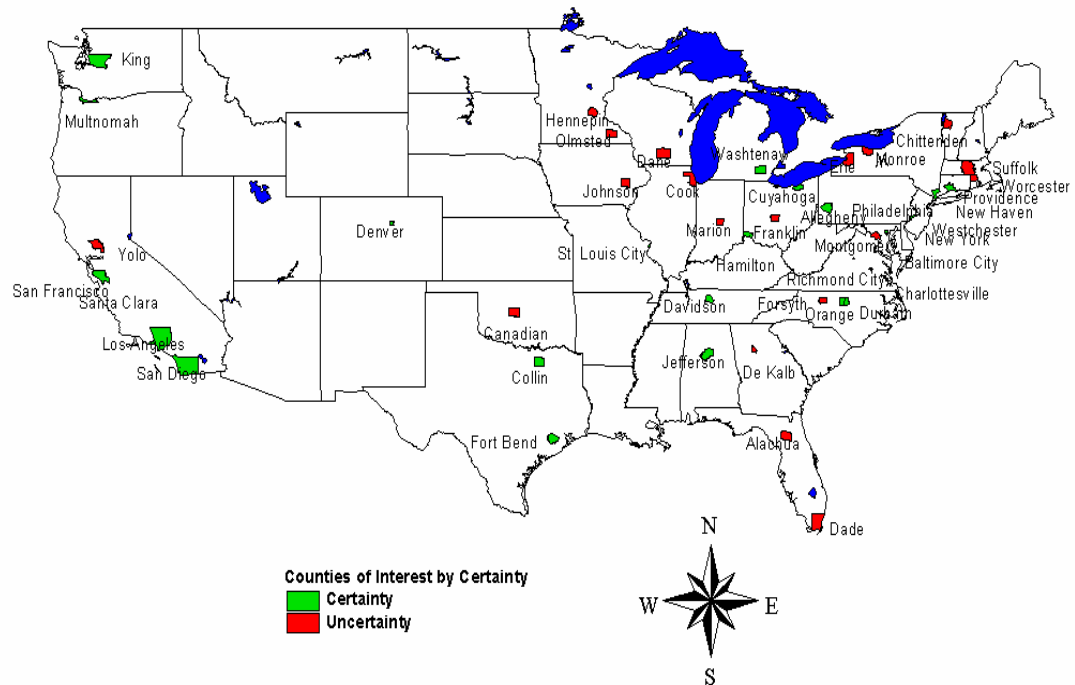 King
Multnomah
Hennepin
Olmsted
Dane
Washtenaw
Chittenden
Monroe
Erie
Suffolk
Worcester
Providence
New Haven
Westchester
New York
Johnson
Cook
Cuyahoga
Allegheny
Philadelphia
Denver
Yolo
Marion
Franklin
Montgomery
St. Louis City
Hamilton
Baltimore City
Richmond City
Charlottesville
San Francisco
Santa Clara
Davidson
Forsyth
Orange
Durham
Canadian
Los Angeles
San Diego
Collin
Jefferson
De Kalb
Fort Bend
Alachua
Dade
N
W
E
S
Counties of Interest by Certainty
Certainty
Uncertainty